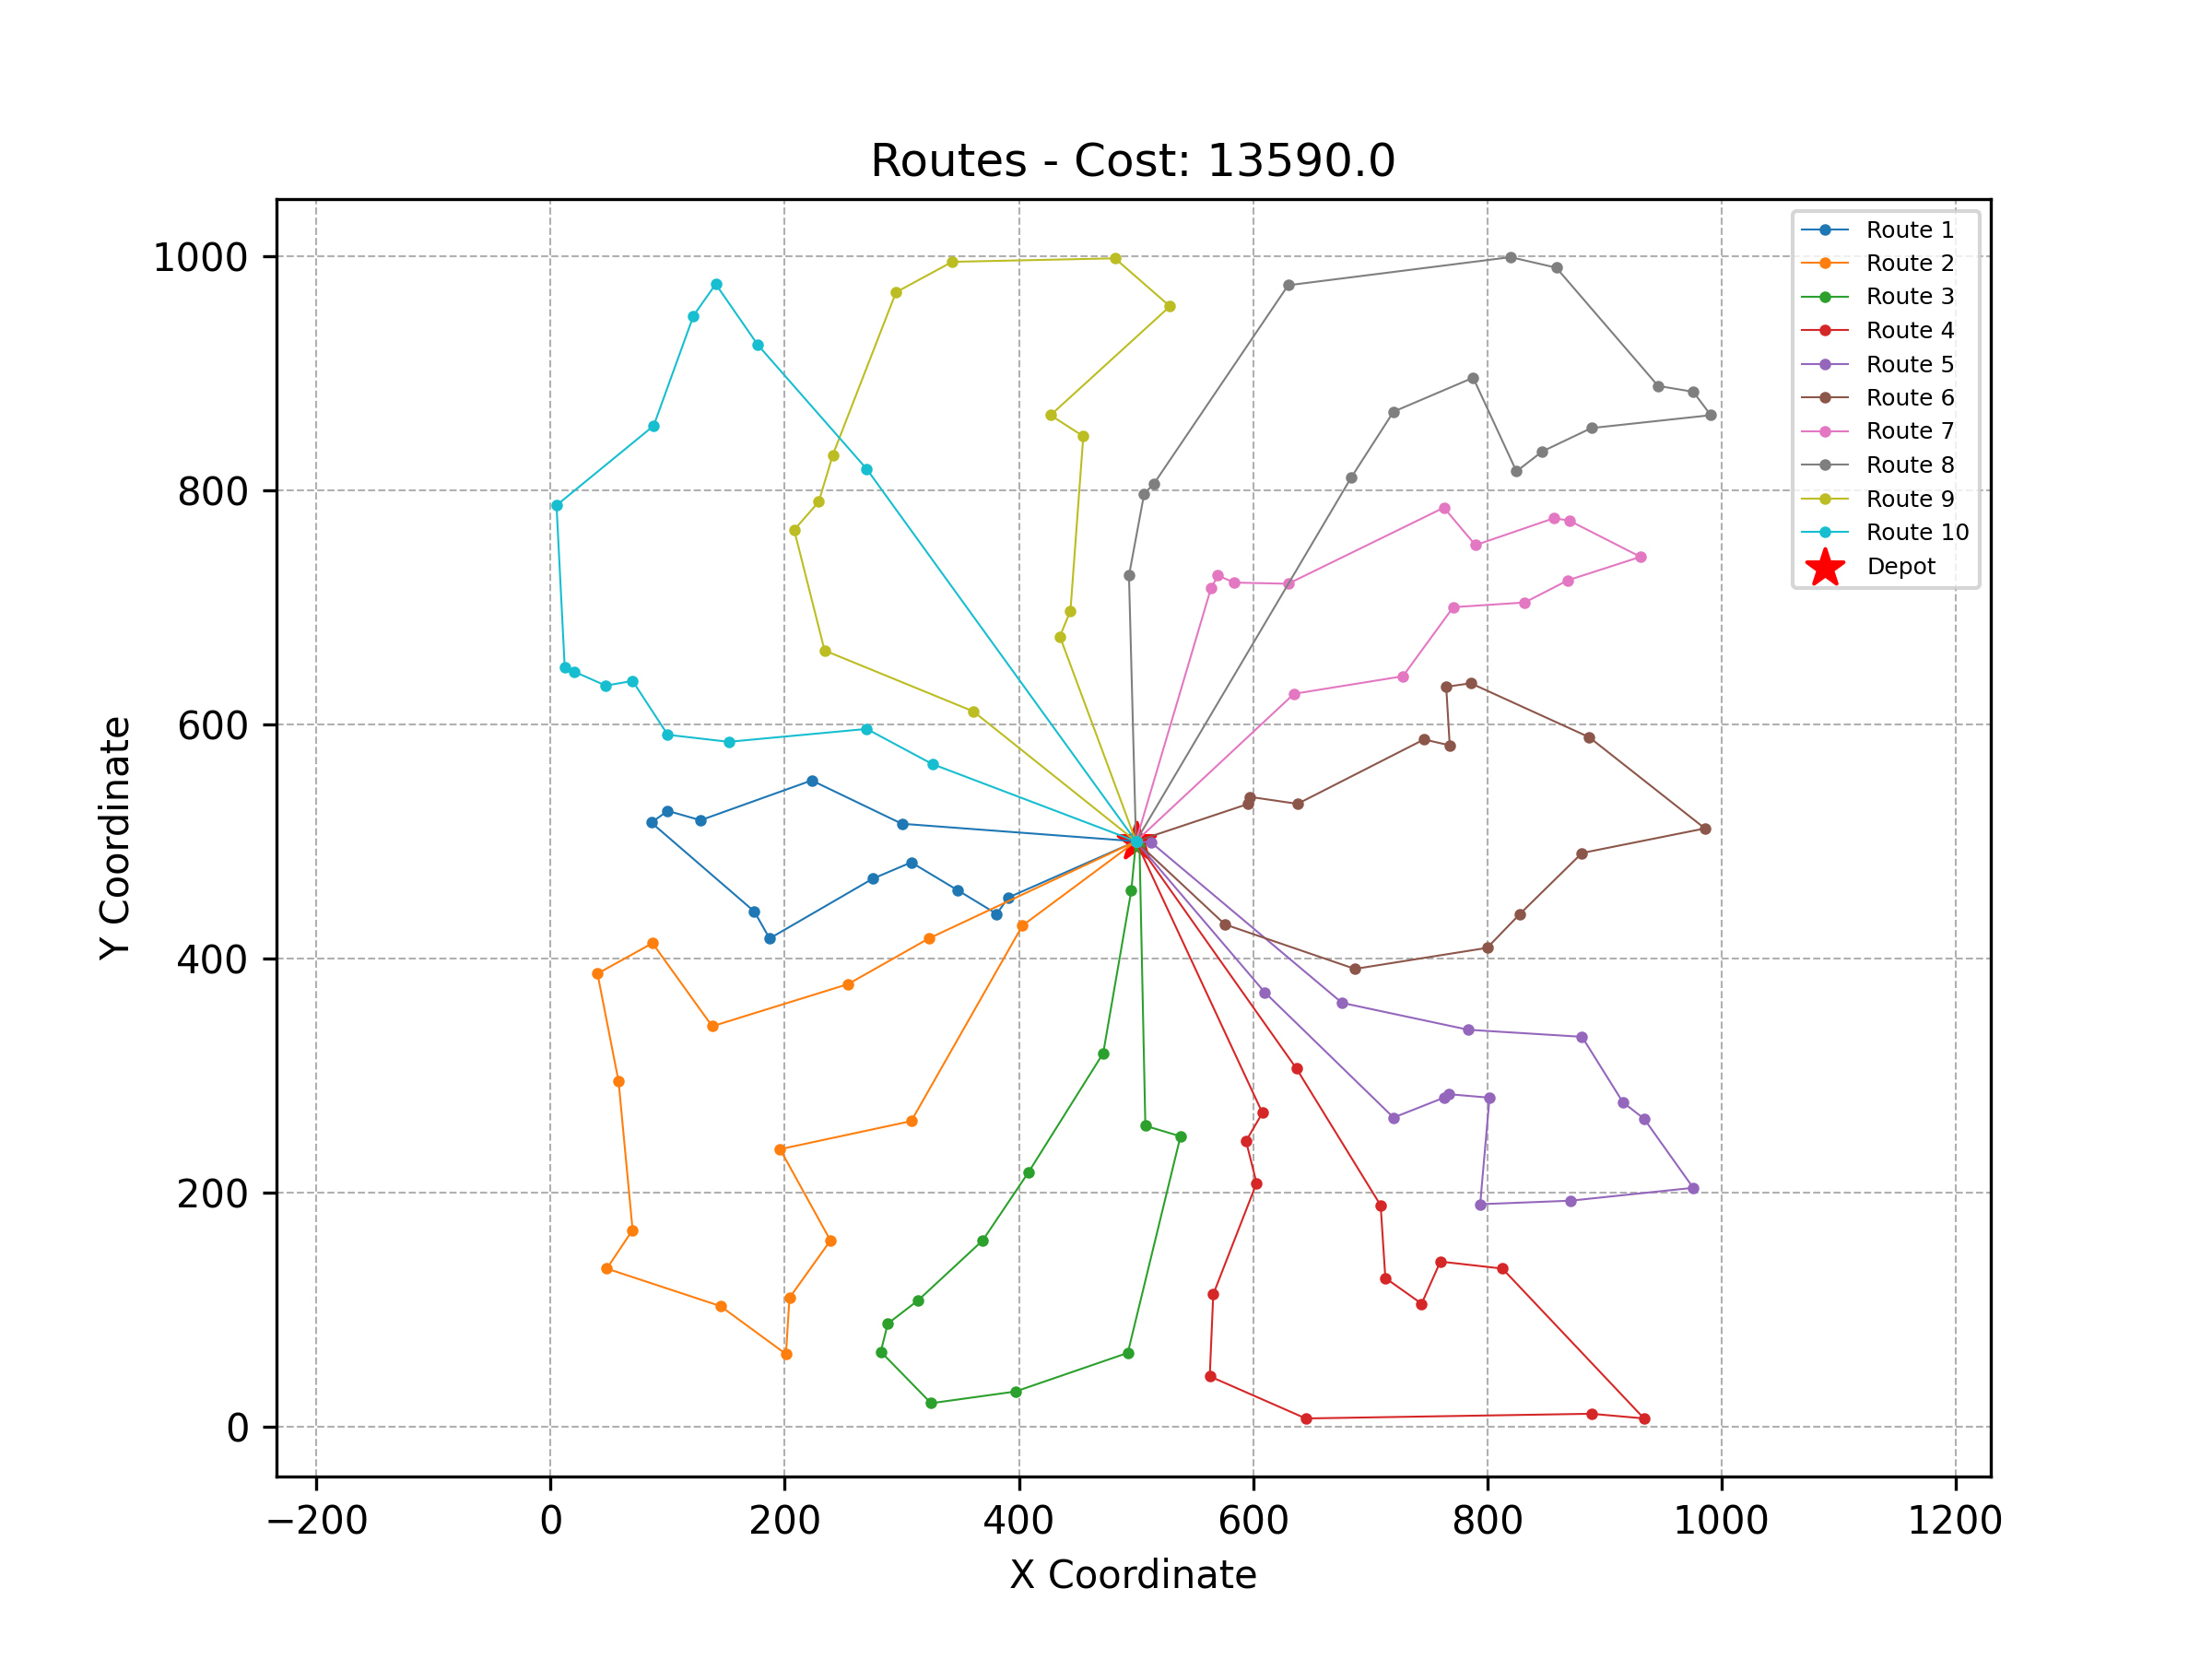 Routes - Cost: 13590.0
1000
800
600
400
200
0
Y Coordinate
−200
0
200
400
600
800
1000
1200
X Coordinate
Route 1
Route 2
Route 3
Route 4
Route 5
Route 6
Route 7
Route 8
Route 9
Route 10
Depot